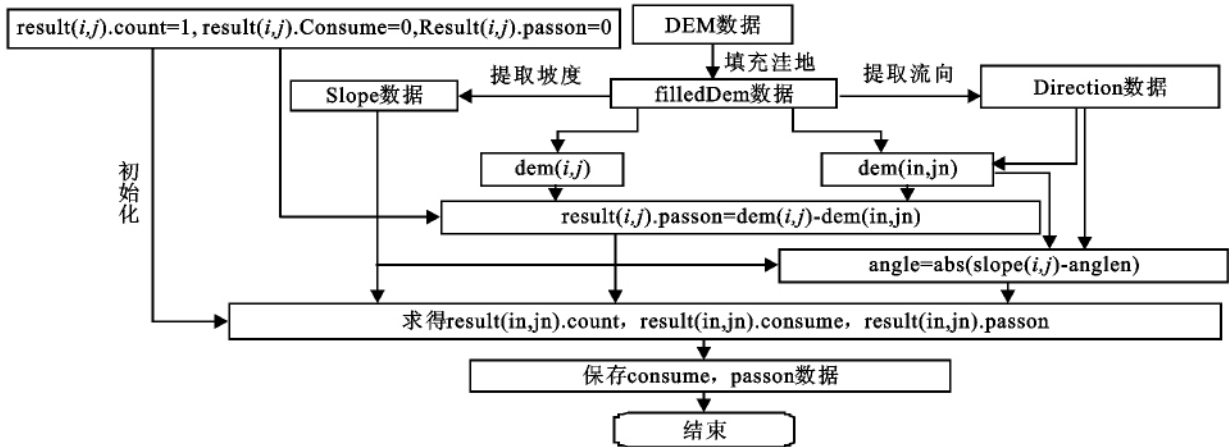 result(i,j).count=1, result(i,j).Consume=0,Result(i,j).passon=0
DEM数据
填充洼地
提取坡度
提取流向
Slope数据
filledDem数据
Direction数据
初始化
dem(i,j)
dem(in,jn)
result(i,j).passon=dem(i,j)-dem(in,jn)
angle=abs(slope(i,j)-anglen)
求得result(in,jn).count，result(in,jn).consume，result(in,jn).passon
保存consume，passon数据
结束